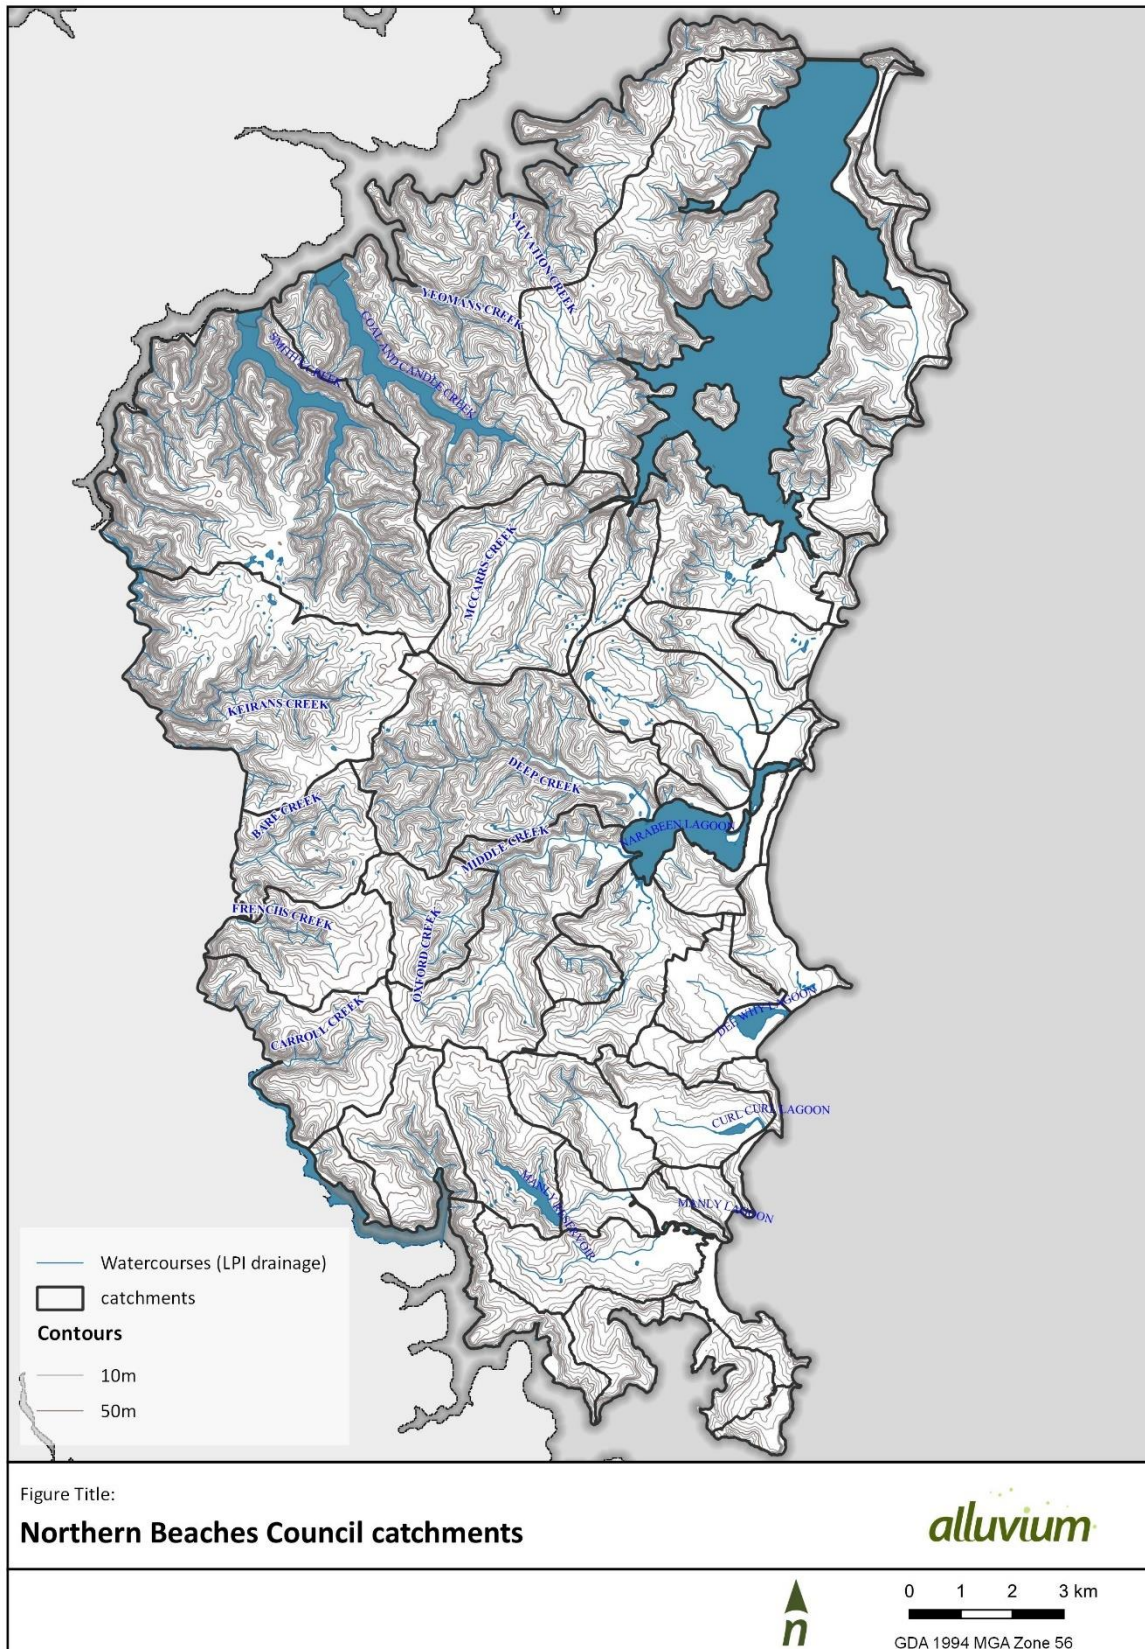 SALVATION CREEK
YEOMANS CREEK
COAL AND CANDLE CREEK
SMITHS CREEK
MCCARRS CREEK
KEIRANS CREEK
DEEP CREEK
BARE CREEK
NARABEEN LAGOON
MIDDLE CREEK
FRENCHS CREEK
OXFORD CREEK
DEE WHY LAGOON
CARROLL CREEK
CURL CURL LAGOON
MANLY RESERVOIR
MANLY LAGOON
Watercourses (LPI drainage)
catchments
Contours
10m
50m
Figure Title:
Northern Beaches Council catchments
alluvium
n
0 1 2 3 km
GDA 1994 MGA Zone 56